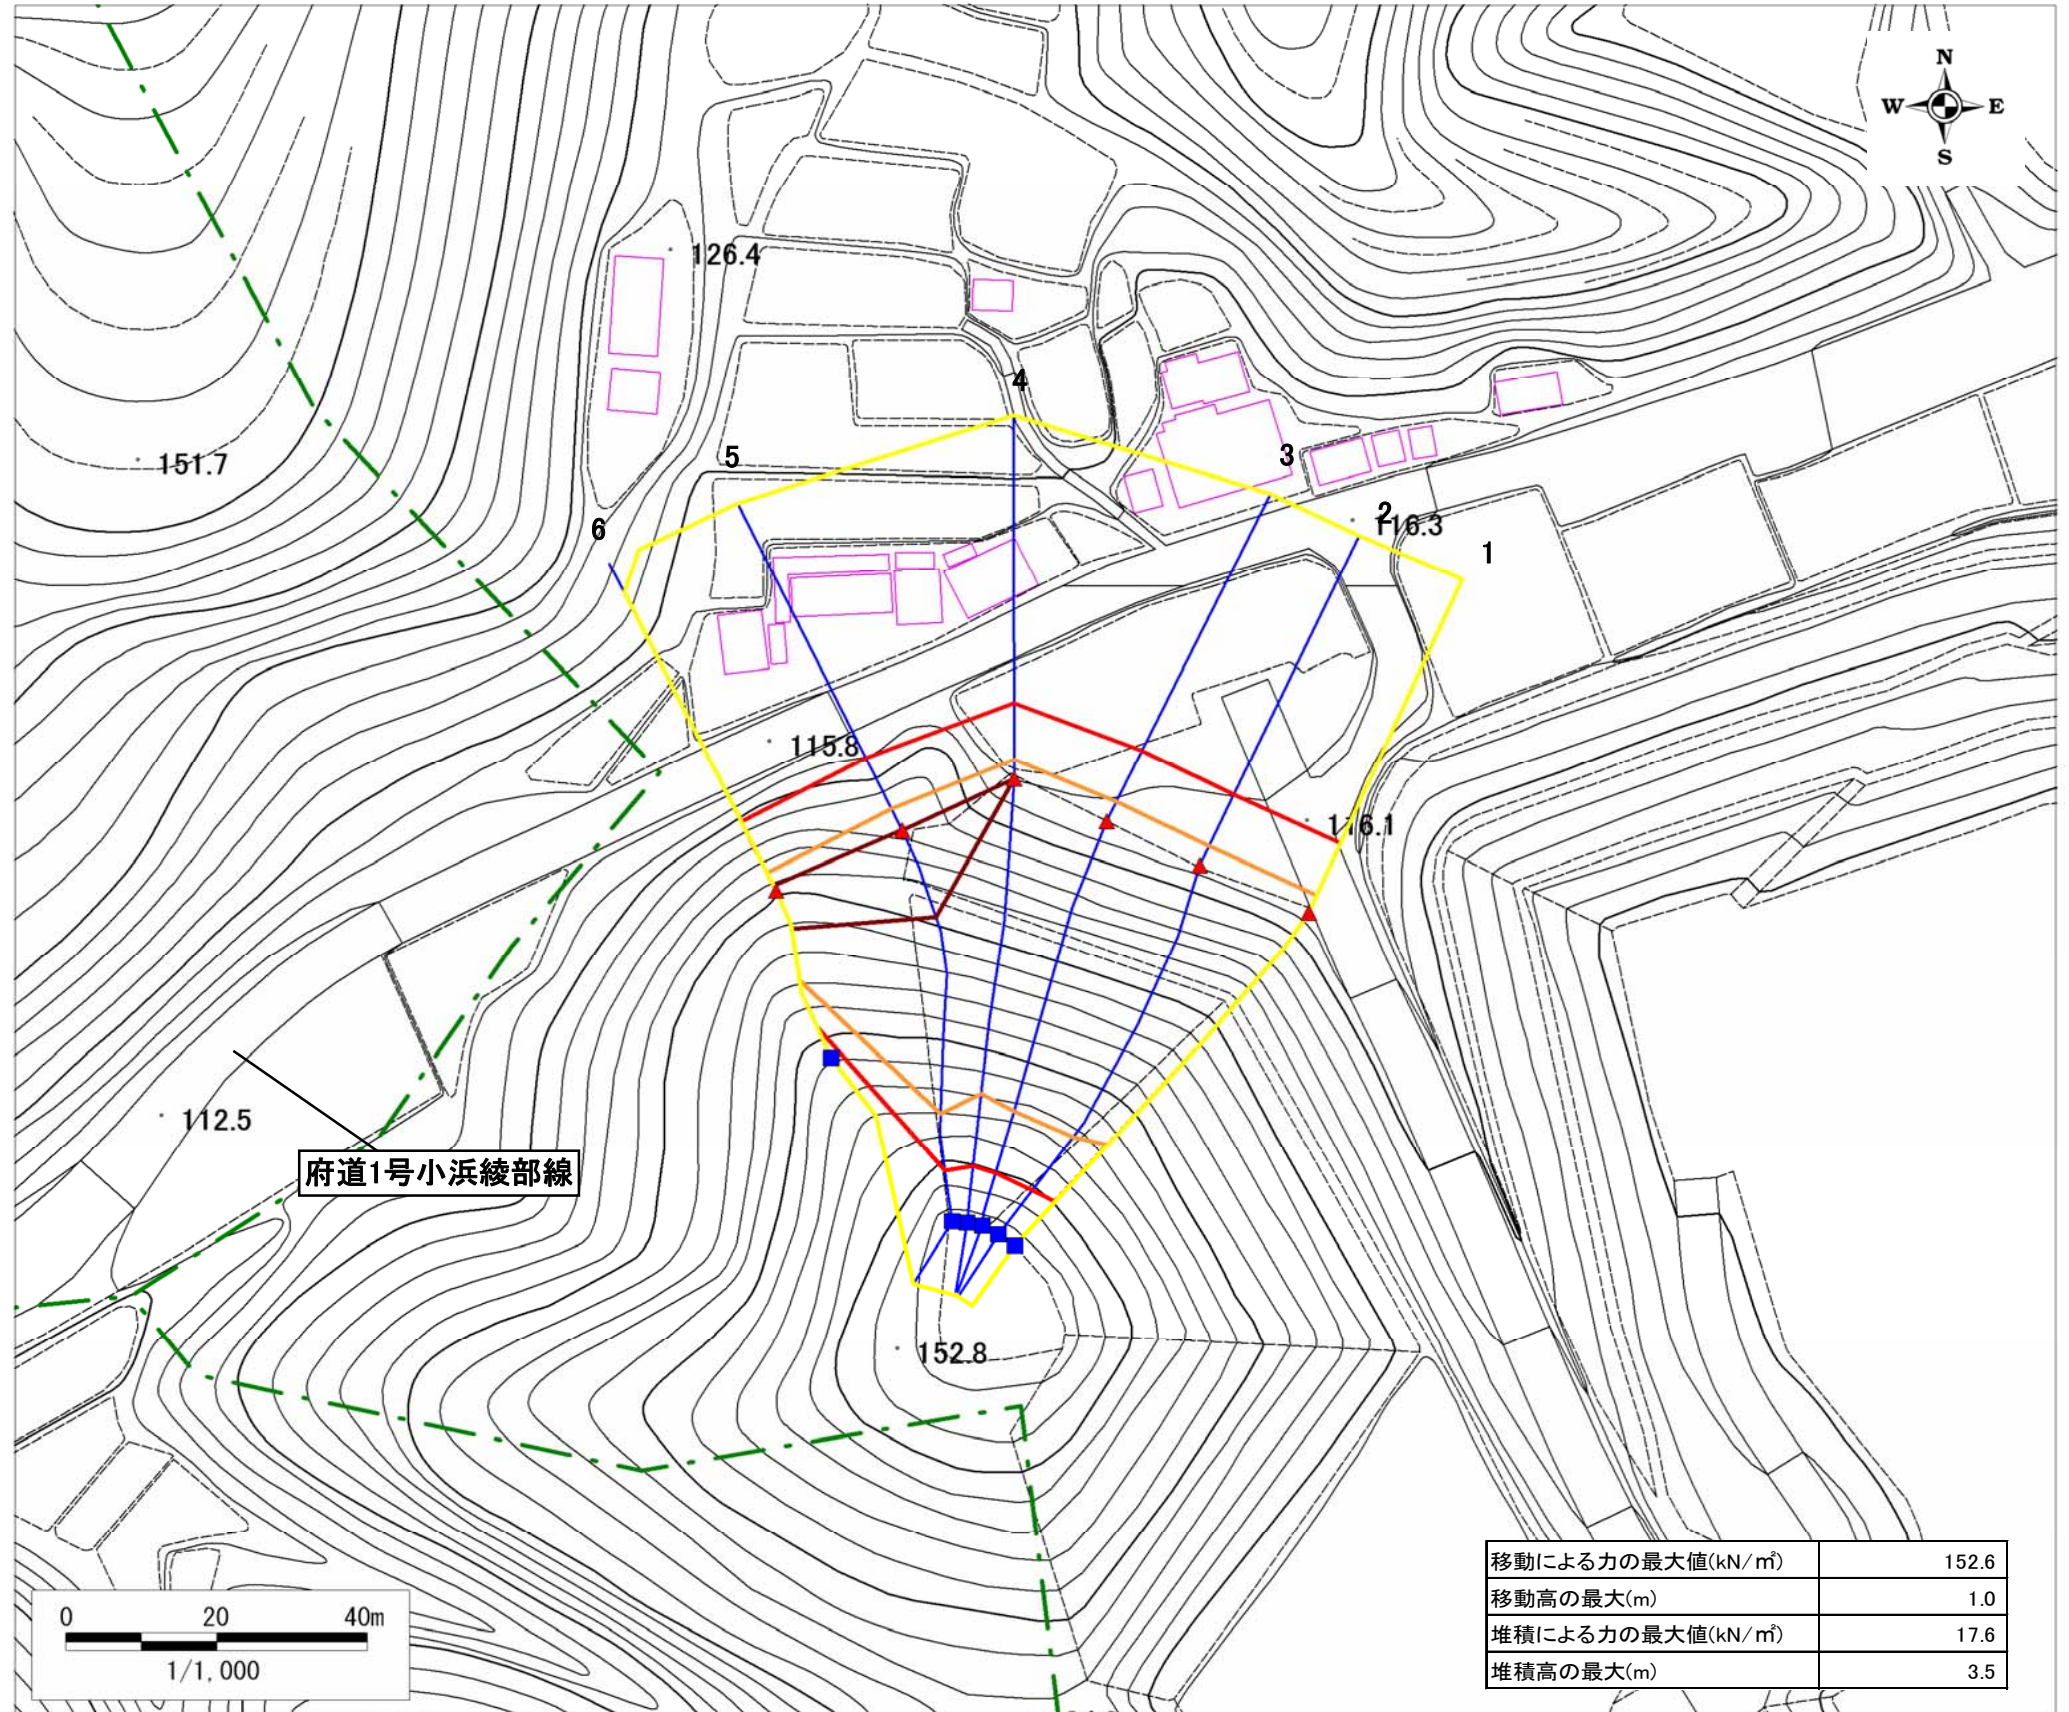 N
W E
S
126.4
4
151.7
5
3
6
2
116.3
1
115.8
116.1
112.5
府道1号小浜綾部線
152.8
移動による力の最大値(kN/㎡) 152.6
移動高の最大(m) 1.0
堆積による力の最大値(kN/㎡) 17.6
堆積高の最大(m) 3.5
0 20 40m
1/1,000